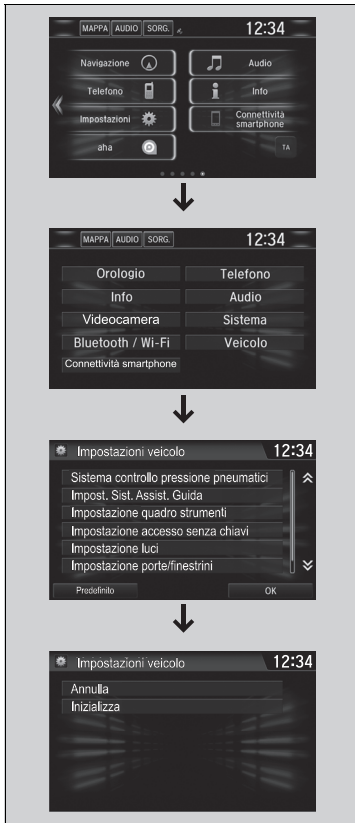 MAPPA AUDIO SORG. 12:34
Navigazione Audio
Telefono Info
Impostazioni Connettività smartphone
aha TA
MAPPA AUDIO SORG. 12:34
Orologio Telefono
Info Audio
Videocamera Sistema
Bluetooth / Wi-Fi Veicolo
Connettività smartphone
Impostazioni veicolo 12:34
Sistema controllo pressione pneumatici
Impost. Sist. Assist. Guida
Impostazione quadro strumenti
Impostazione accesso senza chiavi
Impostazione luci
Impostazione porte/finestrini
Predefinito OK
Impostazioni veicolo 12:34
Annulla
Inizializza